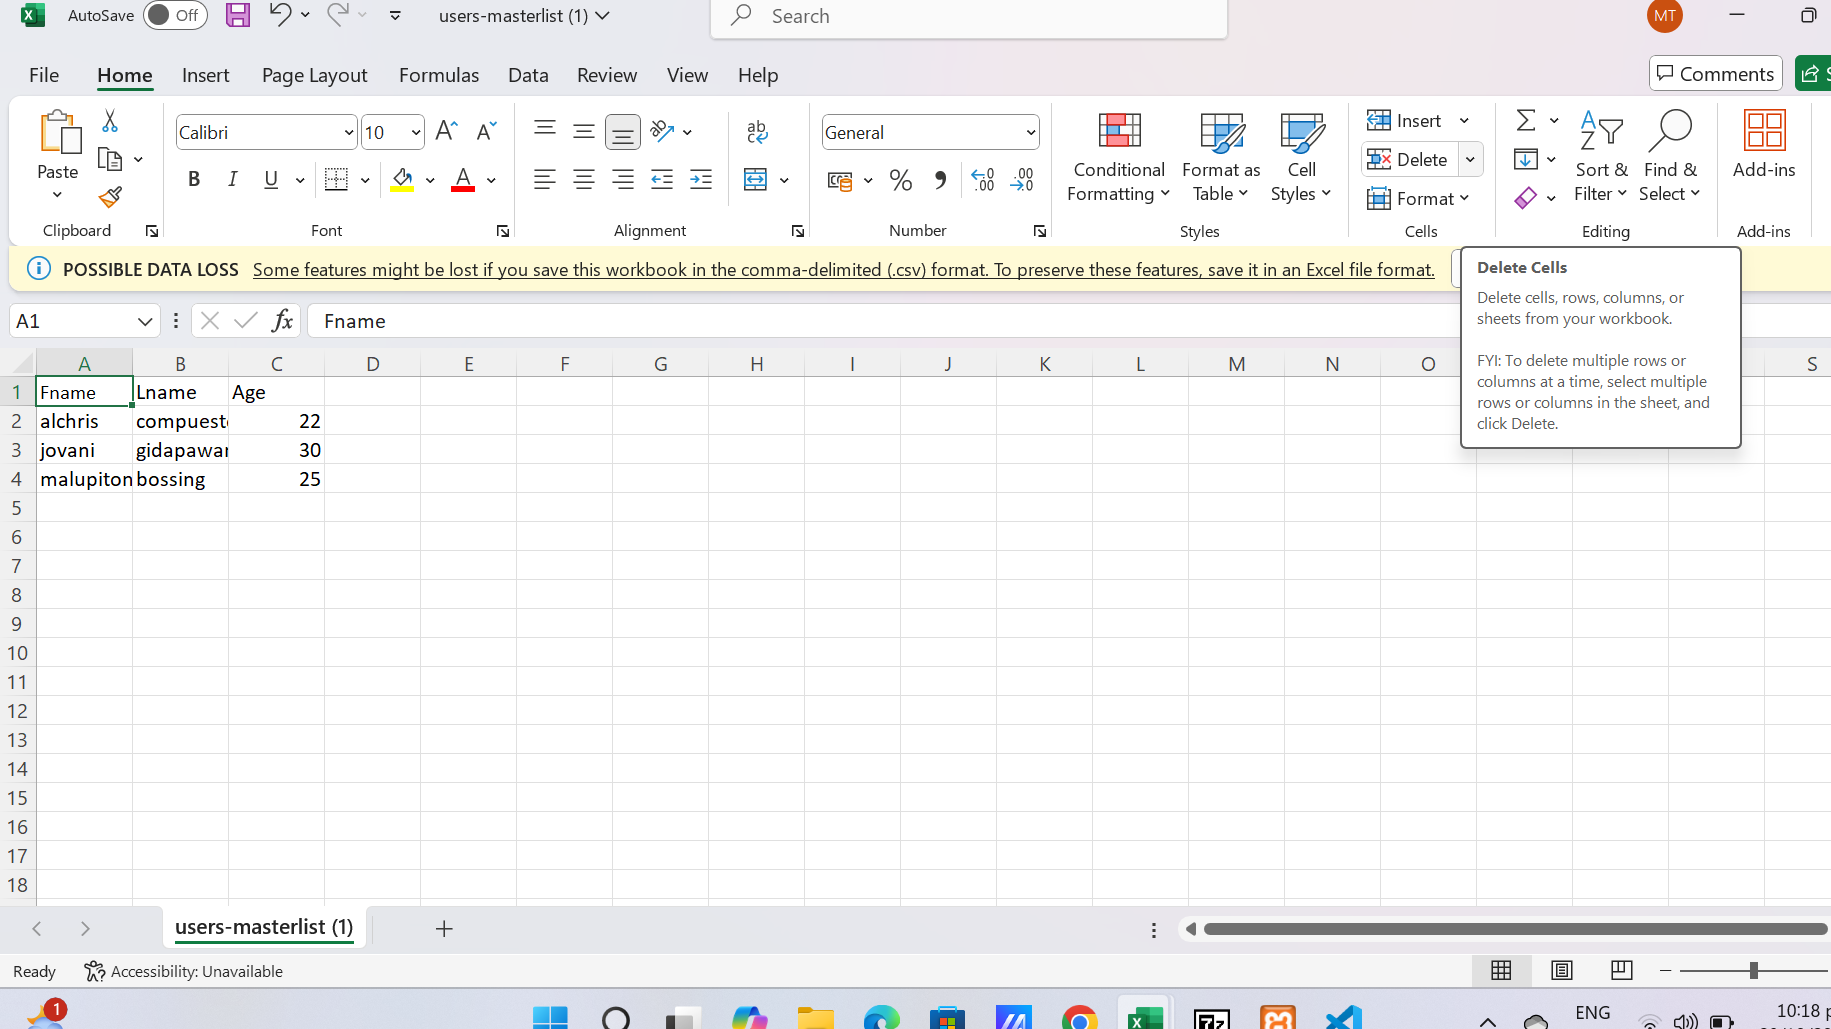 AutoSave Off users-masterlist (1) Search MT
File Home Insert Page Layout Formulas Data Review View Help Comments
Paste Calibri 10 General Conditional Formatting Format as Table Cell Styles Insert Delete Format Sort & Filter Find & Select Add-ins
Clipboard Font Alignment Number Styles Cells Editing Add-ins
POSSIBLE DATA LOSS Some features might be lost if you save this workbook in the comma-delimited (.csv) format. To preserve these features, save it in an Excel file format.
Delete Cells
Delete cells, rows, columns, or
sheets from your workbook.
FYI: To delete multiple rows or
columns at a time, select multiple
rows or columns in the sheet, and
click Delete.
A1 fx Fname
A B C D E F G H I J K L M N O S
1 Fname Lname Age
2 alchris compuest 22
3 jovani gidapawa 30
4 malupiton bossing 25
5
6
7
8
9
10
11
12
13
14
15
16
17
18
users-masterlist (1)
Ready Accessibility: Unavailable
1 ENG 10:18